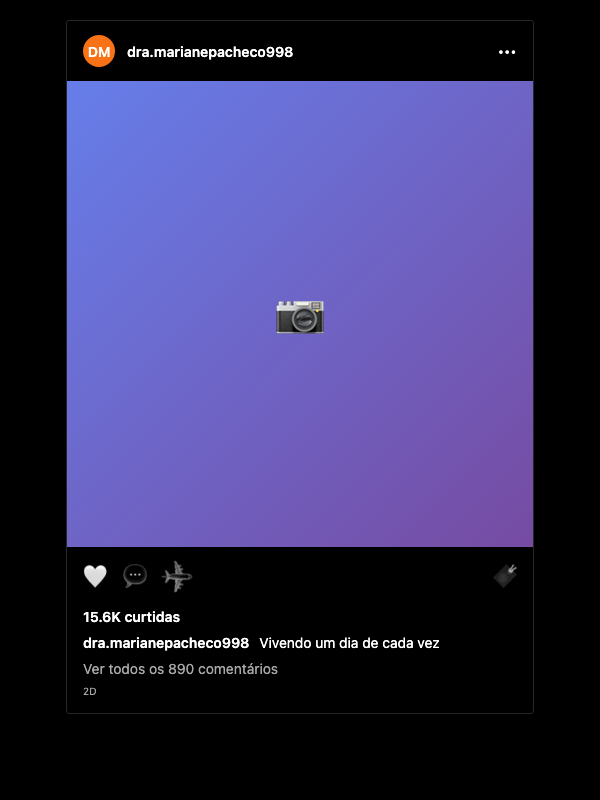 DM dra.marianepacheco998
15.6K curtidas
dra.marianepacheco998 Vivendo um dia de cada vez
Ver todos os 890 comentários
2D